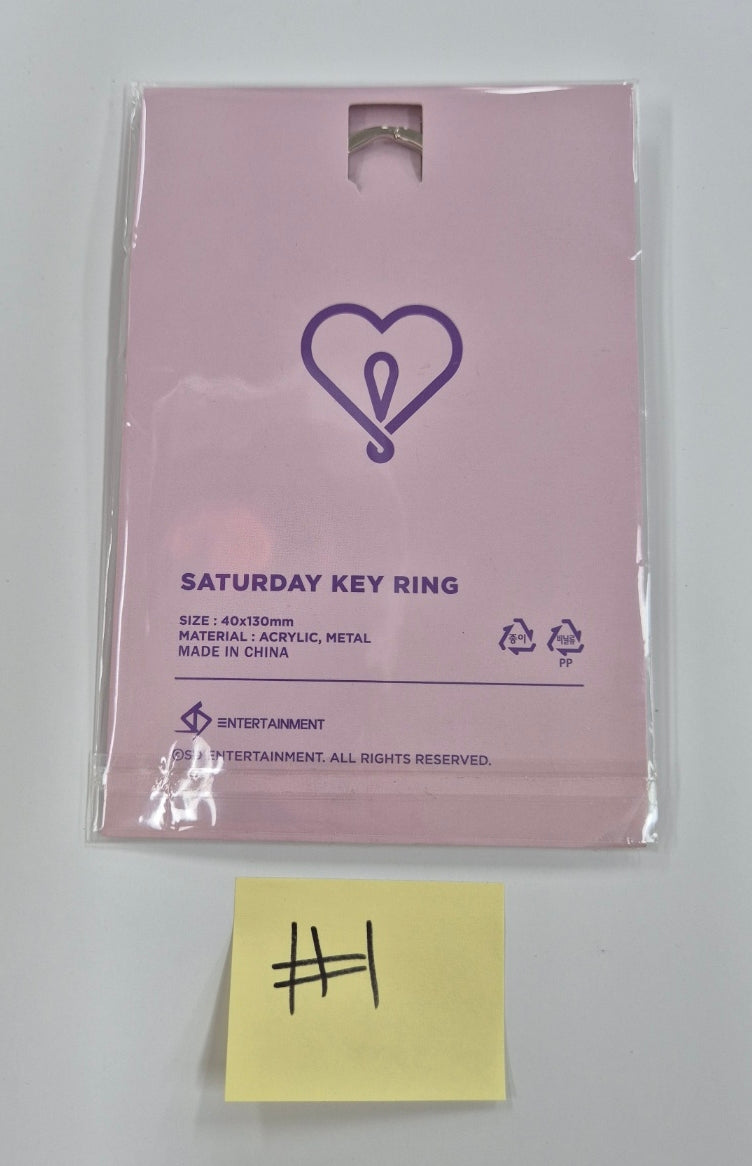 SATURDAY KEY RING
SIZE : 40x130mm
MATERIAL : ACRYLIC, METAL
MADE IN CHINA
종이
비닐류
PP
ENTERTAINMENT
©SD ENTERTAINMENT. ALL RIGHTS RESERVED.
#1